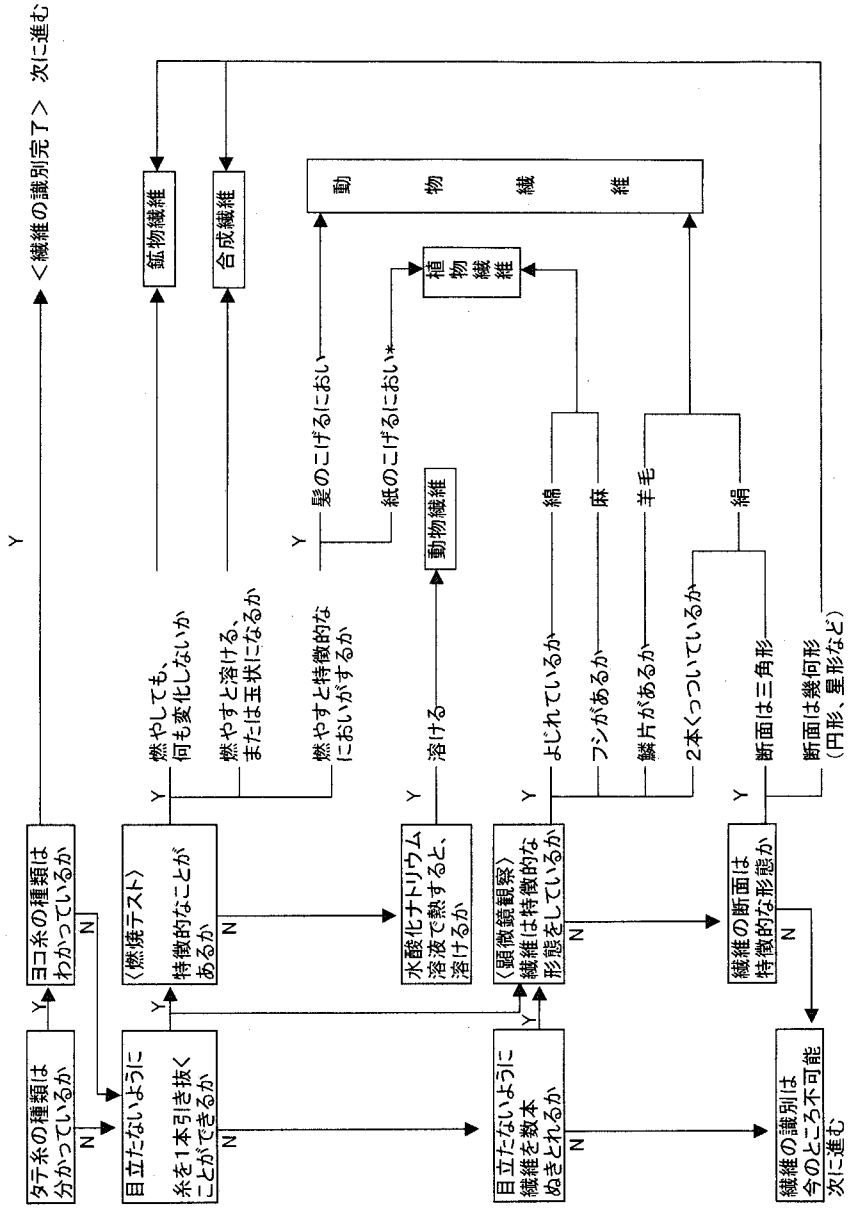 タテ糸の種類は
分かっているか
Y
N
ヨコ糸の種類は
わかっているか
Y
N
<繊維の識別完了> 次に進む
目立たないように
糸を1本引き抜く
ことができるか
Y
N
〈燃焼テスト〉
特徴的なことが
あるか
Y
N
燃やしても、
何も変化しないか
鉱物繊維
燃やすと溶ける、
または玉状になるか
合成繊維
燃やすと特徴的な
においがするか
Y
髪のこげるにおい
動物繊維
紙のこげるにおい*
植物繊維
水酸化ナトリウム
溶液で熱すると、
溶けるか
Y
溶ける
動物繊維
目立たないように
繊維を数本
ぬきとれるか
Y
N
〈顕微鏡観察〉
繊維は特徴的な
形態をしているか
Y
N
よじれているか
綿
フシがあるか
麻
鱗片があるか
羊毛
2本くっついているか
絹
繊維の断面は
特徴的な形態か
Y
N
断面は三角形
断面は幾何形
(円形、星形など)
繊維の識別は
今のところ不可能
次に進む